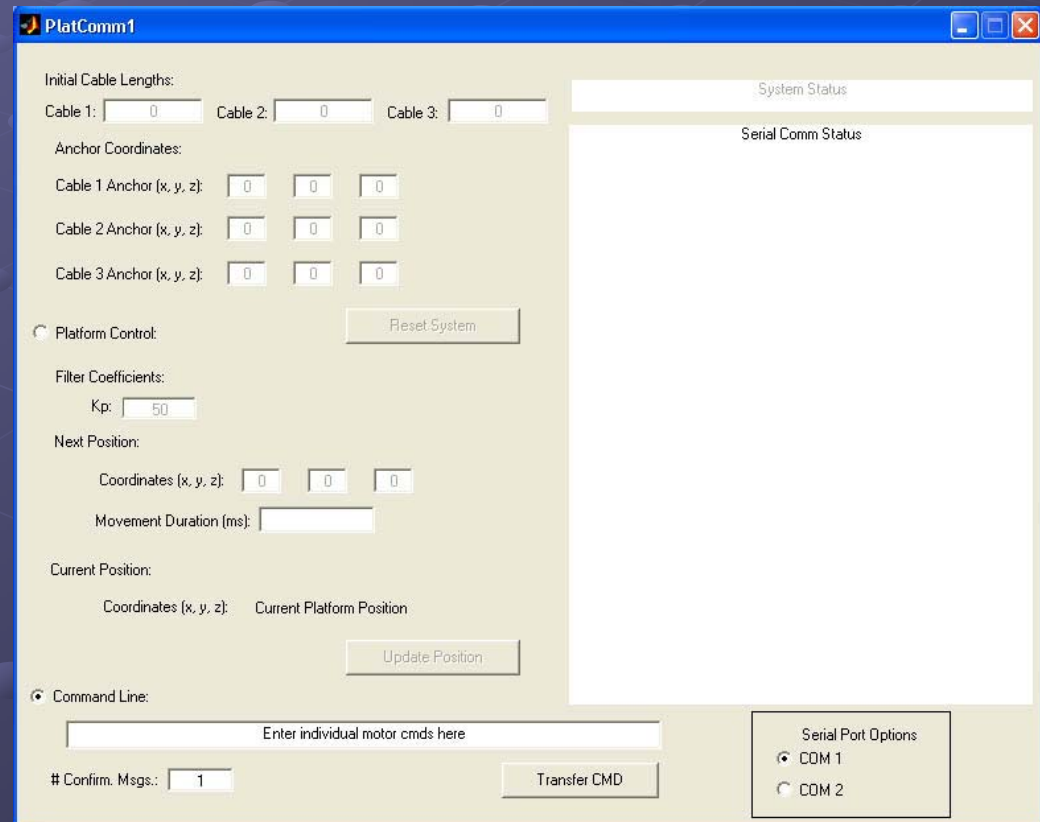 PlatComm1
Initial Cable Lengths:
Cable 1: 0 Cable 2: 0 Cable 3: 0
Anchor Coordinates:
Cable 1 Anchor (x, y, z): 0 0 0
Cable 2 Anchor (x, y, z): 0 0 0
Cable 3 Anchor (x, y, z): 0 0 0
Reset System
Platform Control:
Filter Coefficients:
Kp: 50
Next Position:
Coordinates (x, y, z): 0 0 0
Movement Duration (ms):
Current Position:
Coordinates (x, y, z): Current Platform Position
Update Position
Command Line:
Enter individual motor cmds here
# Confirm. Msgs.: 1
Transfer CMD
System Status
Serial Comm Status
Serial Port Options
COM 1
COM 2